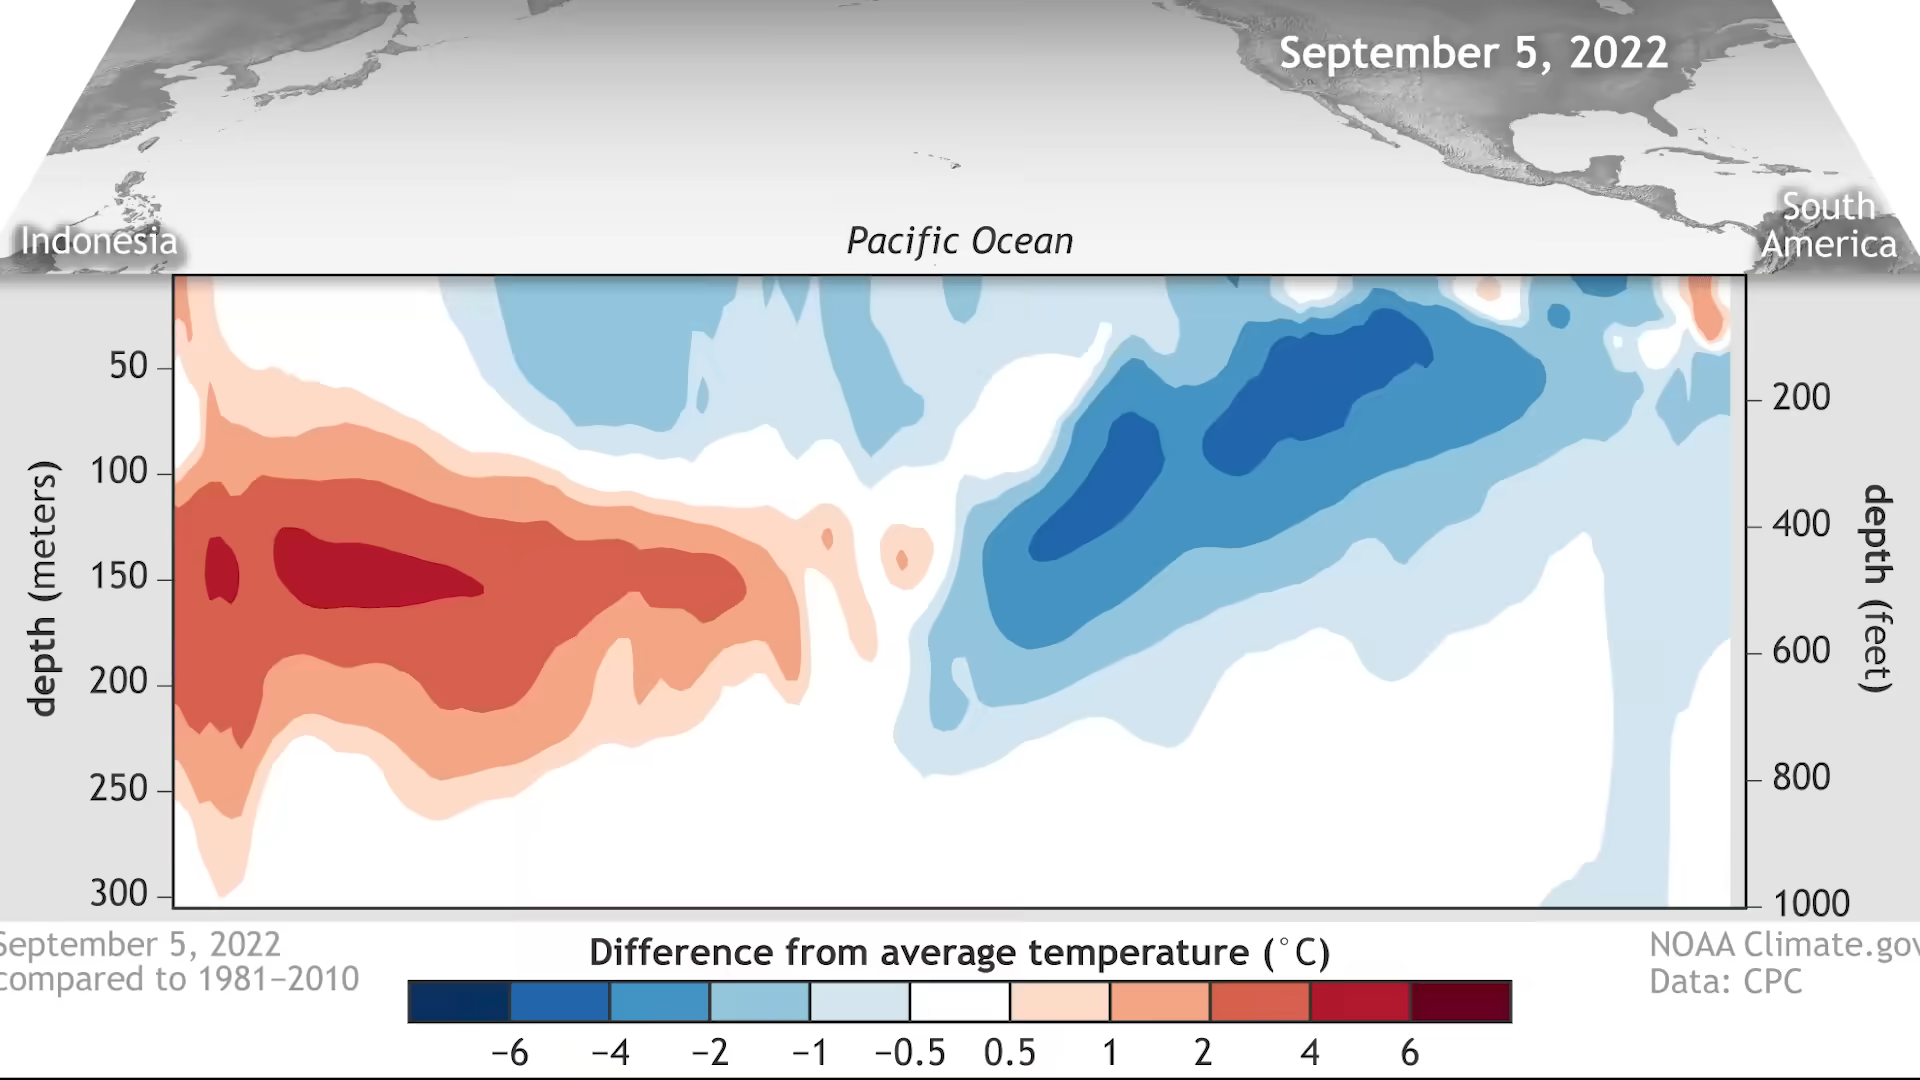 September 5, 2022
Indonesia
Pacific Ocean
South
America
depth (meters)
50
100
150
200
250
300
200
400
600
800
1000
depth (feet)
September 5, 2022
compared to 1981–2010
Difference from average temperature (°C)
−6 −4 −2 −1 −0.5 0.5 1 2 4 6
NOAA Climate.gov
Data: CPC